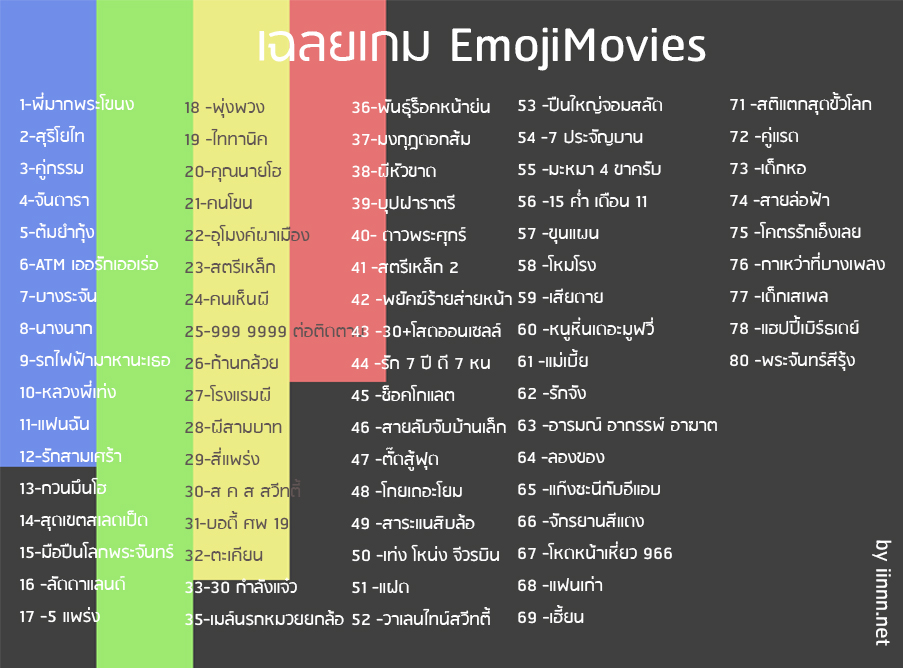 เฉลยเกม EmojiMovies
1-พี่มากพระโขนง
2-สุริโยไท
3-คู่กรรม
4-จันดารา
5-ต้มยำกุ้ง
6-ATM เออรักเออเร่อ
7-บางระจัน
8-นางนาก
9-รถไฟฟ้ามาหานะเธอ
10-หลวงพี่เท่ง
11-แฟนฉัน
12-รักสามเศร้า
13-กวนมึนโฮ
14-สุดเขตสเลดเป็ด
15-มือปืนโลกพระจันทร์
16 -ลัดดาแลนด์
17 -5 แพร่ง
18 -พุ่งพวง
19 -ไททานิค
20-คุณนายโฮ
21-คนโขน
22-อุโมงค์ผาเมือง
23-สตรีเหล็ก
24-คนเห็นผี
25-999 9999 ต่อติดตาย
26-ก้านกล้วย
27-โรงแรมผี
28-ผีสามบาท
29-สี่แพร่ง
30-ส ค ส สวีทตี้
31-บอดี้ ศพ 19
32-ตะเคียน
33-30 กำลังแจ๋ว
35-เมล์นรกหมวยยกล้อ
36-พันธุ์ร็อคหน้าย่น
37-มงกุฎดอกส้ม
38-ผีหัวขาด
39-บุปผาราตรี
40- ดาวพระศุกร์
41 -สตรีเหล็ก 2
42 -พยัคฆ์ร้ายส่ายหน้า
43 -30+โสดออนเซลล์
44 -รัก 7 ปี ดี 7 หน
45 -ช็อคโกแลต
46 -สายลับจับบ้านเล็ก
47 -ตั๊ดสู้ฟุด
48 -โกยเถอะโยม
49 -สาระแนสิบล้อ
50 -เท่ง โหน่ง จีวรบิน
51 -แฝด
52 -วาเลนไทน์สวีทตี้
53 -ปืนใหญ่จอมสลัด
54 -7 ประจัญบาน
55 -มะหมา 4 ขาครับ
56 -15 ค่ำ เดือน 11
57 -ขุนแผน
58 -โหมโรง
59 -เสียดาย
60 -หนูหิ่นเดอะมูฟวี่
61 -แม่เบี้ย
62 -รักจัง
63 -อารมณ์ อาถรรพ์ อาฆาต
64 -ลองของ
65 -แก๊งชะนีกับอีแอบ
66 -จักรยานสีแดง
67 -โหดหน้าเหี่ยว 966
68 -แฟนเก่า
69 -เฮี้ยน
71 -สติแตกสุดขั้วโลก
72 -คู่แรด
73 -เด็กหอ
74 -สายล่อฟ้า
75 -โคตรรักเอ็งเลย
76 -กาเหว่าที่บางเพลง
77 -เด็กเสเพล
78 -แฮปปี้เบิร์ธเดย์
80 -พระจันทร์สีรุ้ง
by iinnn.net